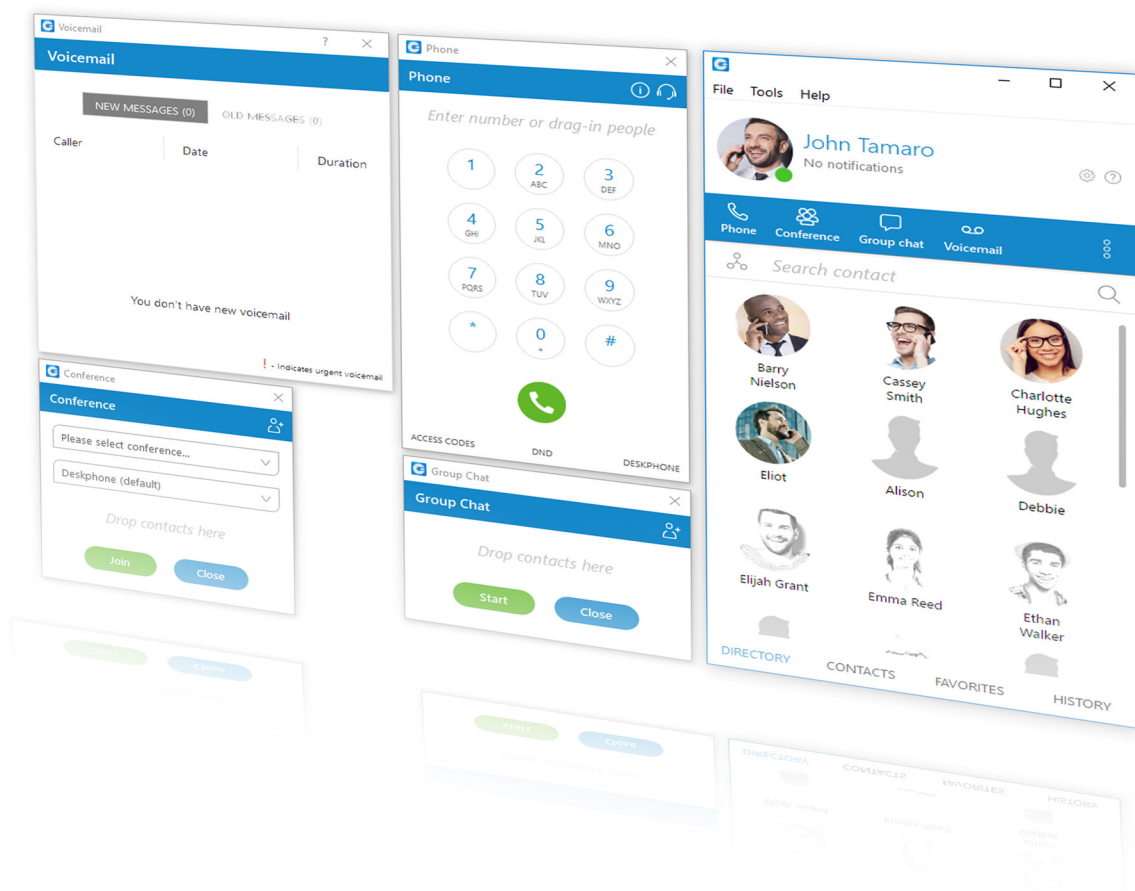 Voicemail
?
Voicemail
NEW MESSAGES (0)
OLD MESSAGES (0)
Caller
Date
Duration
You don't have new voicemail
! - Indicates urgent voicemail
Conference
Conference
Please select conference...
Deskphone (default)
Drop contacts here
Join
Close
Phone
Phone
Enter number or drag-in people
1
2
3
ABC
DEF
4
5
6
GHI
JKL
MNO
7
8
9
PQRS
TUV
WXYZ
*
0
#
+
ACCESS CODES
DND
DESKPHONE
Group Chat
Group Chat
Drop contacts here
Start
Close
File Tools Help
John Tamaro
No notifications
Phone
Conference
Group chat
Voicemail
Search contact
Barry
Nielson
Cassey
Smith
Charlotte
Hughes
Eliot
Alison
Debbie
Elijah Grant
Emma Reed
Ethan
Walker
DIRECTORY
CONTACTS
FAVORITES
HISTORY